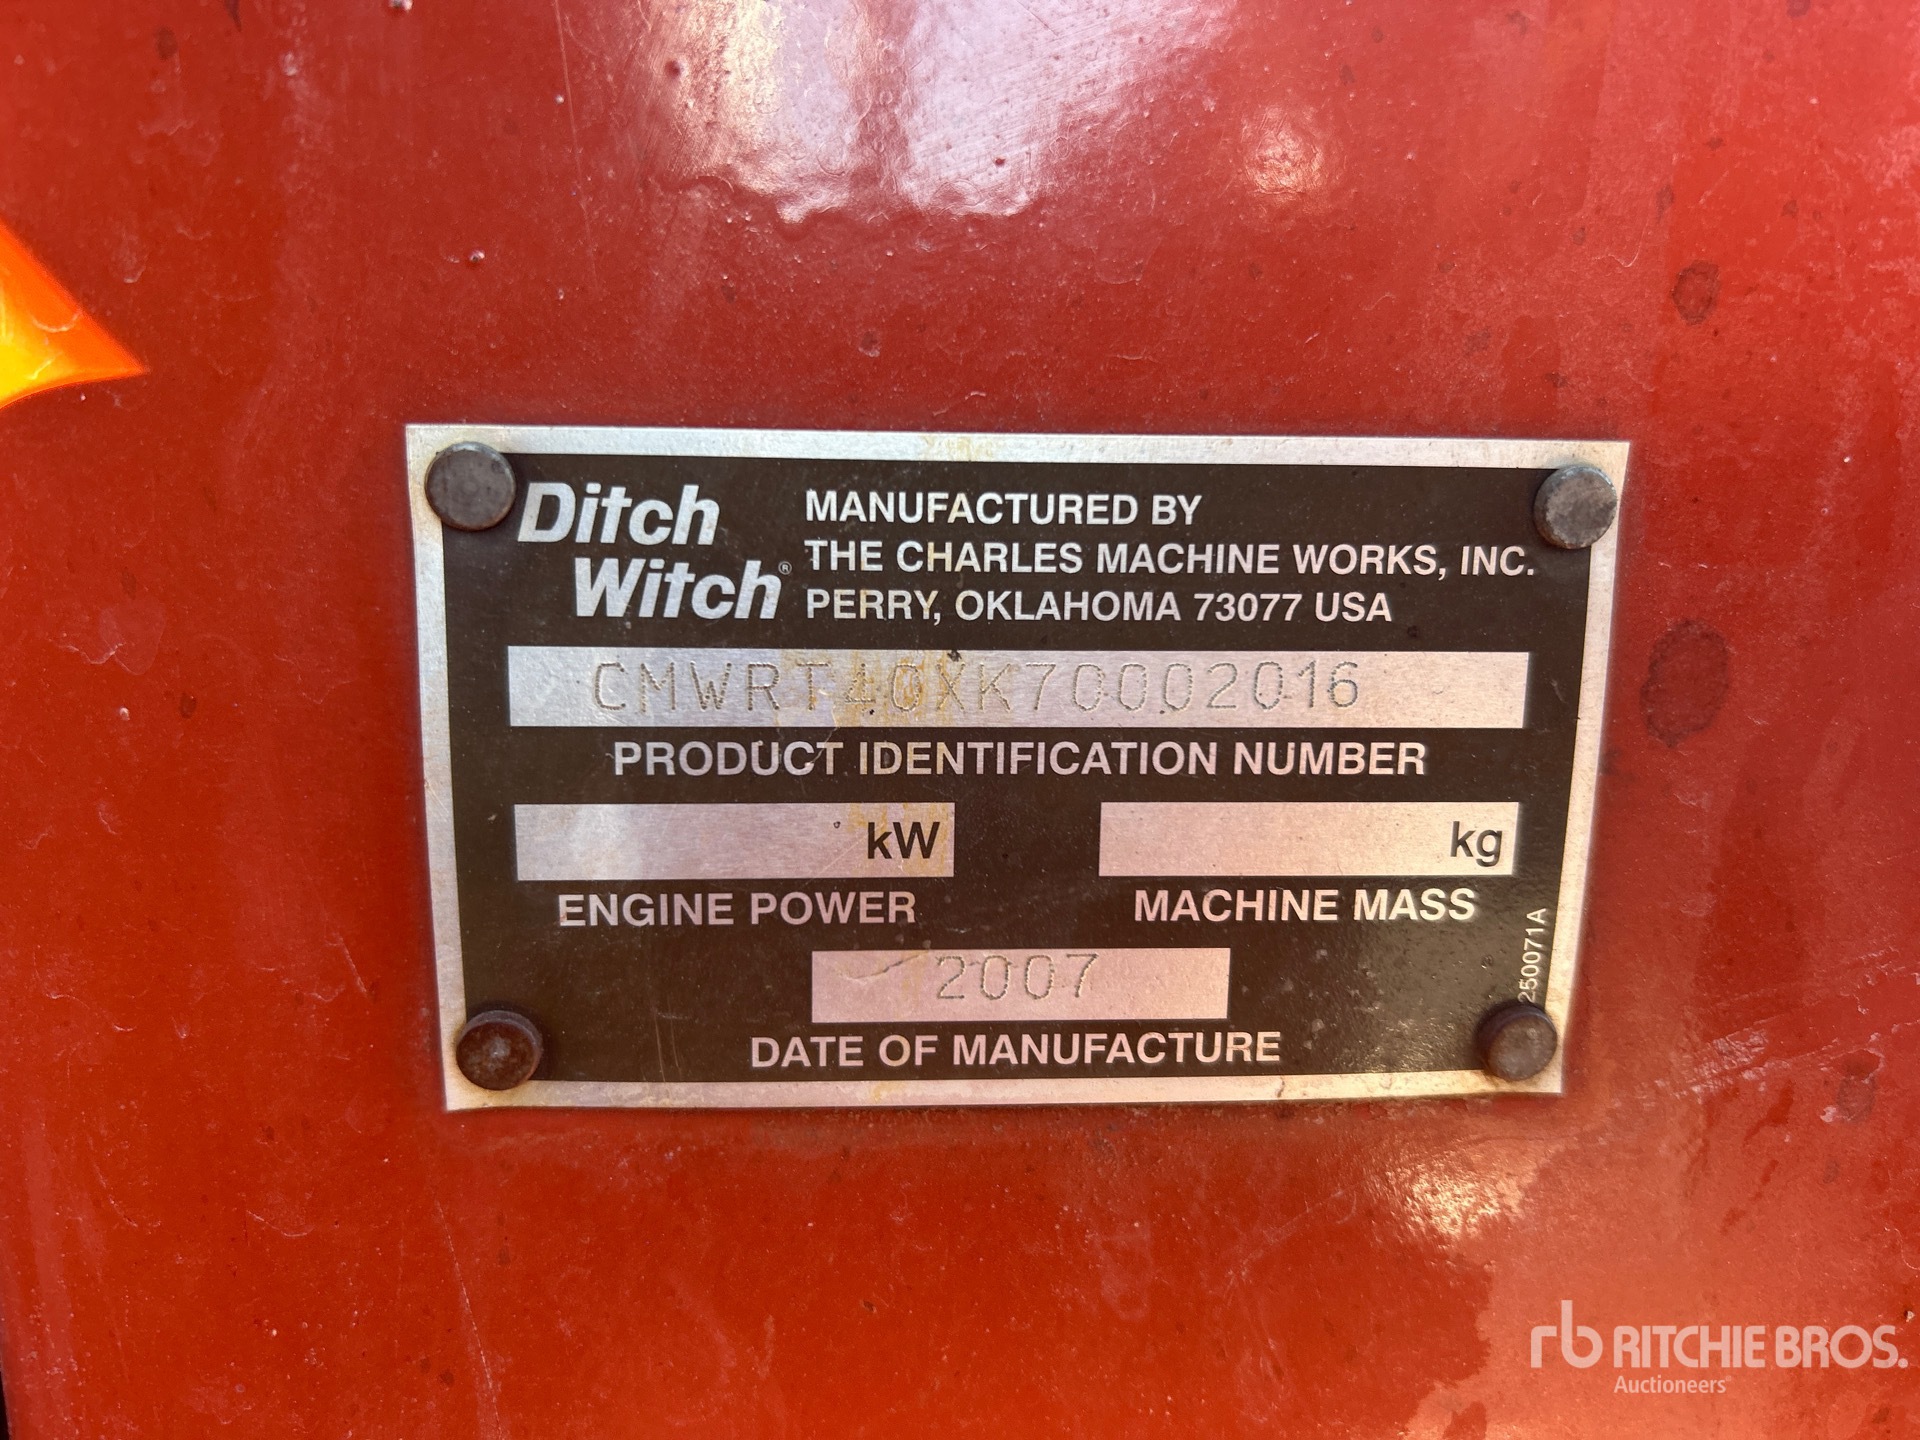 Ditch
Witch®
MANUFACTURED BY
THE CHARLES MACHINE WORKS, INC.
PERRY, OKLAHOMA 73077 USA
CMWRT40XK70002016
PRODUCT IDENTIFICATION NUMBER
kW
ENGINE POWER
kg
MACHINE MASS
2007
DATE OF MANUFACTURE
250071A
rb RITCHIE BROS.
Auctioneers